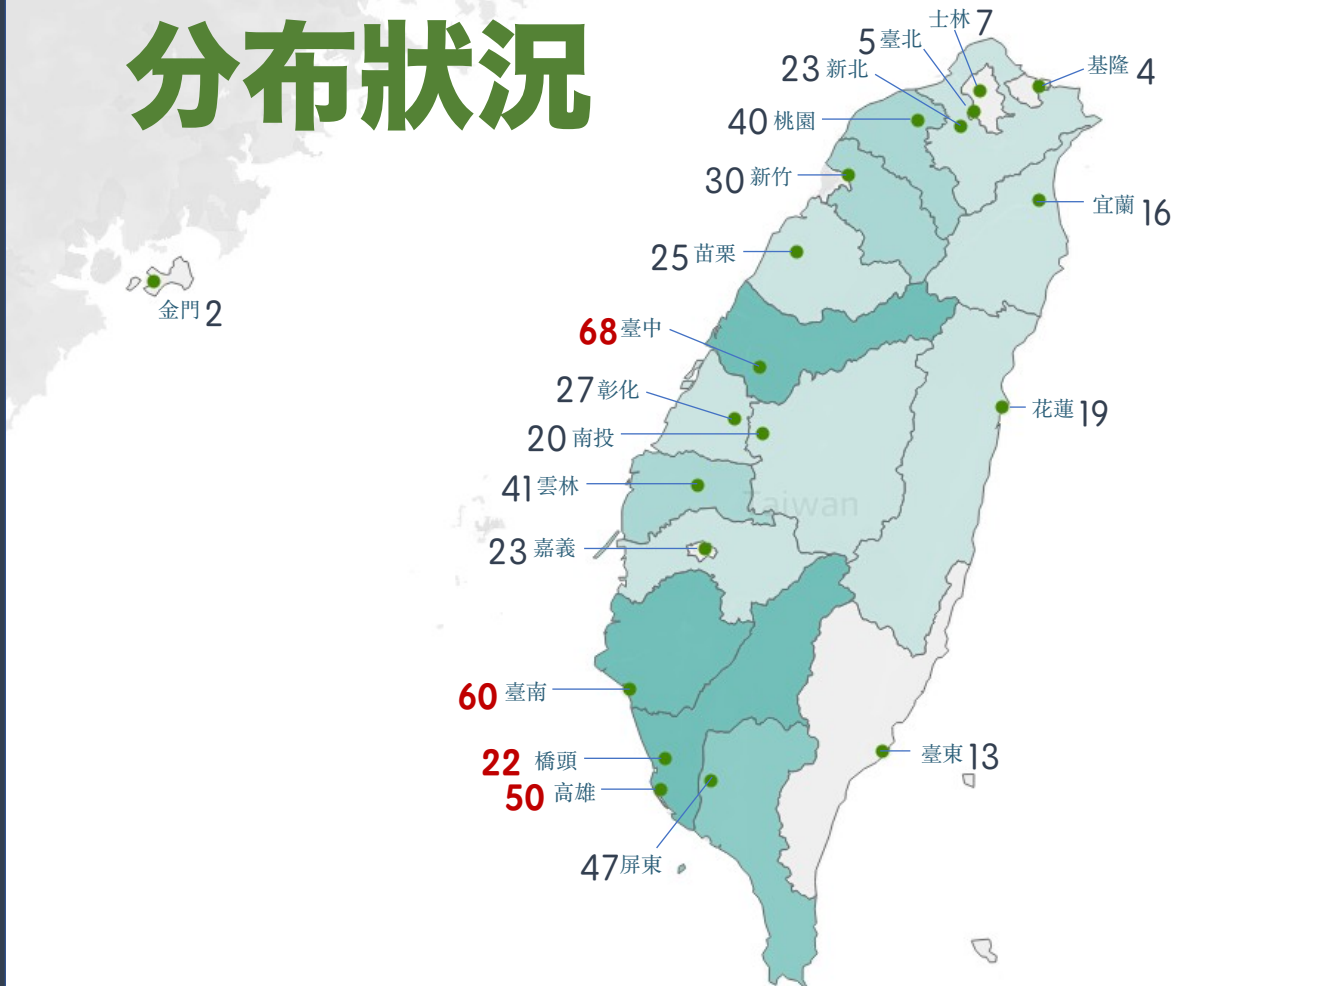 分布狀況
士林 7
5 臺北
23 新北
基隆 4
40 桃園
30 新竹
宜蘭 16
25 苗栗
金門 2
68 臺中
27 彰化
花蓮 19
20 南投
41 雲林
Taiwan
23 嘉義
60 臺南
22 橋頭
臺東 13
50 高雄
47 屏東